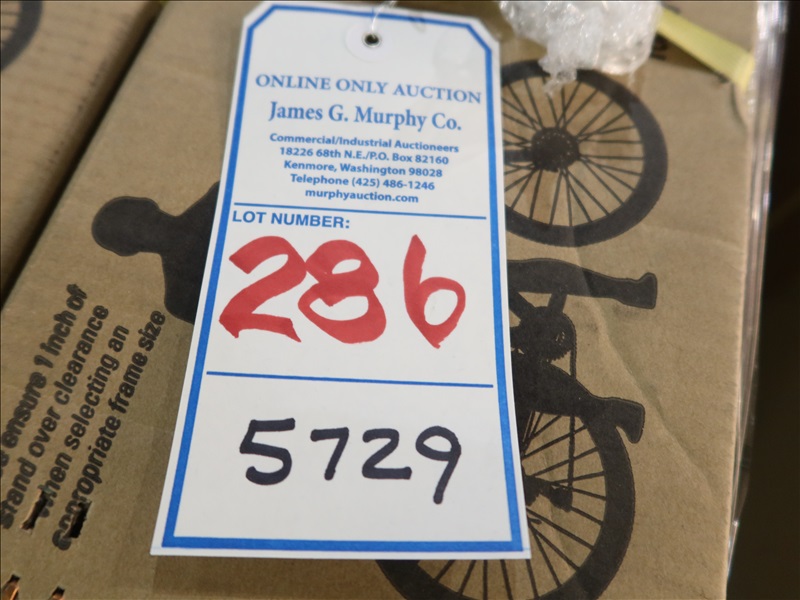 ONLINE ONLY AUCTION
James G. Murphy Co.
Commercial/Industrial Auctioneers
18226 68th N.E./P.O. Box 82160
Kenmore, Washington 98028
Telephone (425) 486-1246
murphyauction.com
LOT NUMBER:
286
5729
ensure 1 inch of
stand over clearance
when selecting an
appropriate frame size